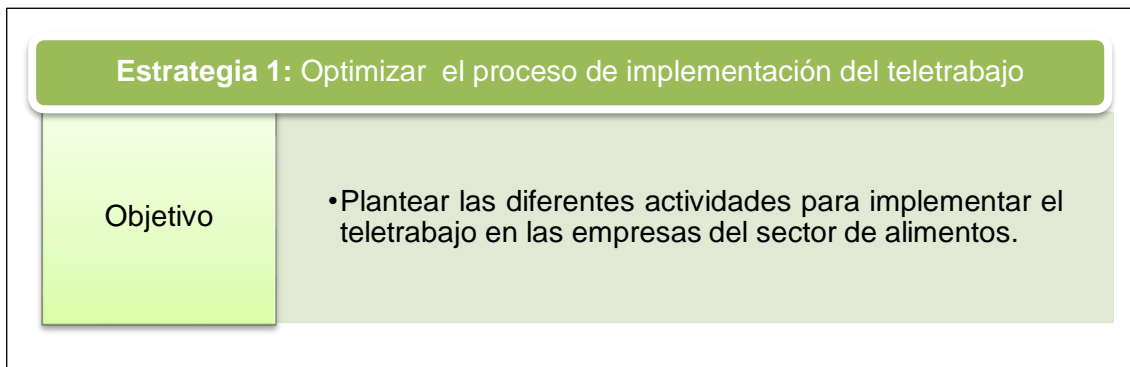 Estrategia 1: Optimizar  el proceso de implementación del teletrabajo
Objetivo
•Plantear las diferentes actividades para implementar el
teletrabajo en las empresas del sector de alimentos.